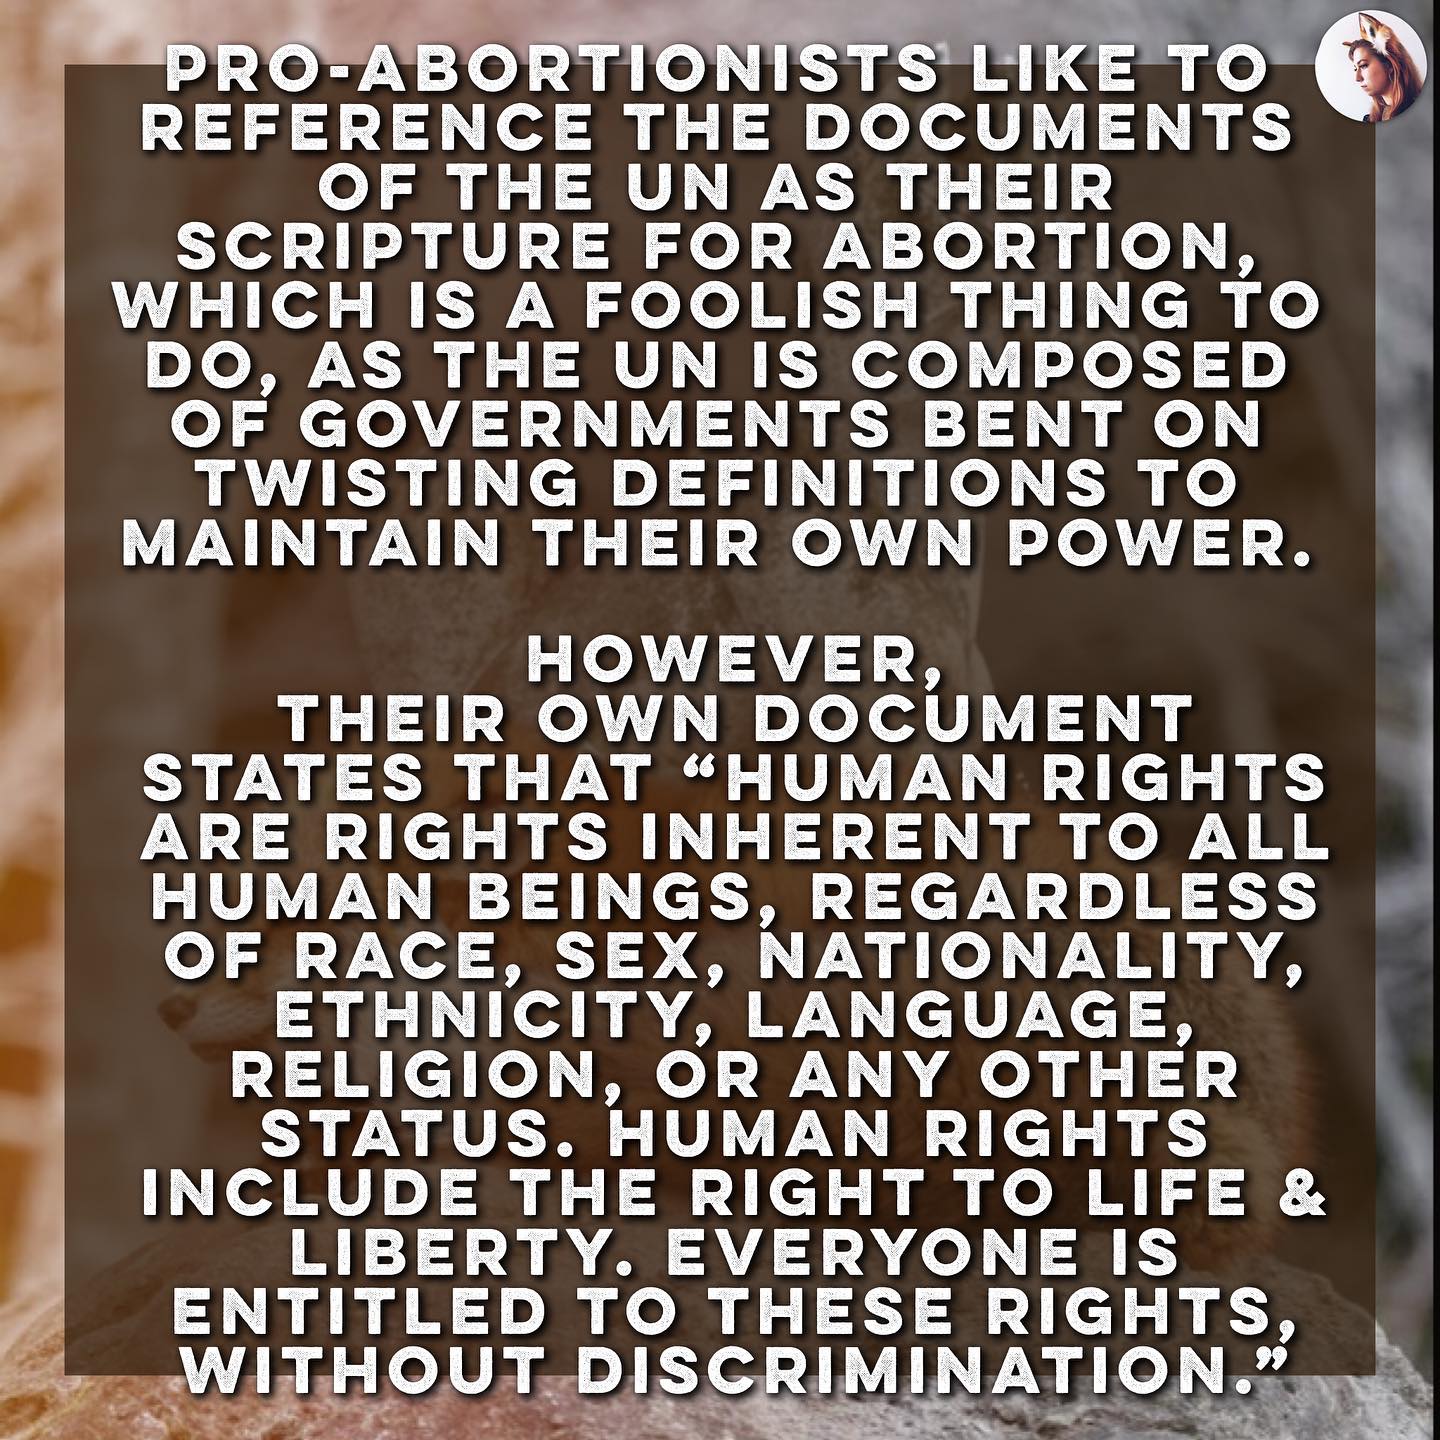 PRO-ABORTIONISTS LIKE TO
REFERENCE THE DOCUMENTS
OF THE UN AS THEIR
SCRIPTURE FOR ABORTION,
WHICH IS A FOOLISH THING TO
DO, AS THE UN IS COMPOSED
OF GOVERNMENTS BENT ON
TWISTING DEFINITIONS TO
MAINTAIN THEIR OWN POWER.
HOWEVER,
THEIR OWN DOCUMENT
STATES THAT “HUMAN RIGHTS
ARE RIGHTS INHERENT TO ALL
HUMAN BEINGS, REGARDLESS
OF RACE, SEX, NATIONALITY,
ETHNICITY, LANGUAGE,
RELIGION, OR ANY OTHER
STATUS. HUMAN RIGHTS
INCLUDE THE RIGHT TO LIFE &
LIBERTY. EVERYONE IS
ENTITLED TO THESE RIGHTS,
WITHOUT DISCRIMINATION.”